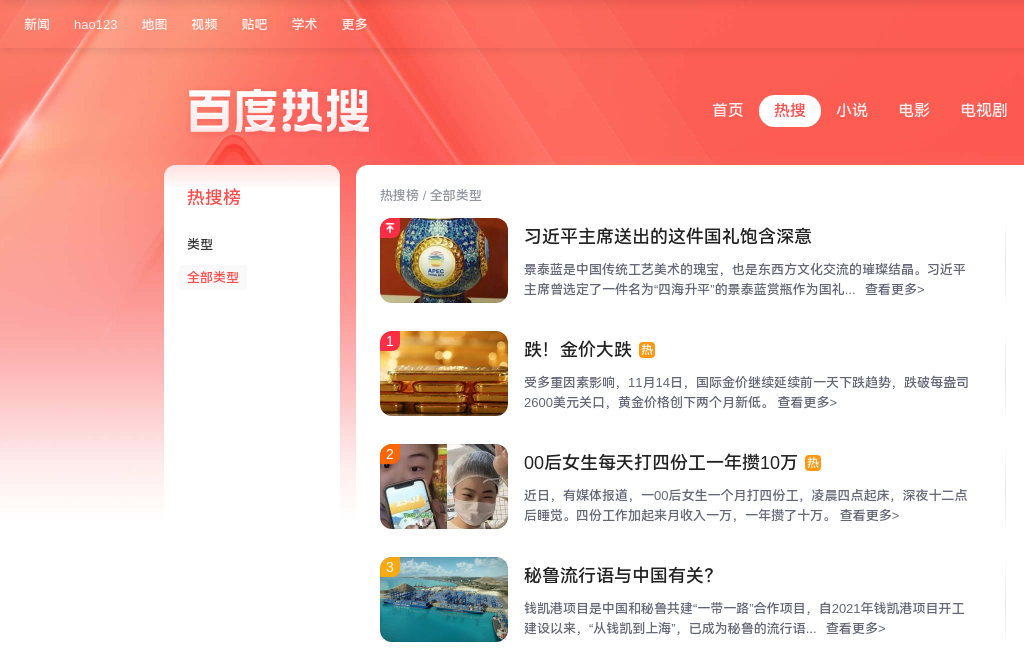 新闻 hao123 地图 视频 贴吧 学术 更多
百度热搜
首页 热搜 小说 电影 电视剧
热搜榜
类型
全部类型
热搜榜 / 全部类型
APEC
习近平主席送出的这件国礼饱含深意
景泰蓝是中国传统工艺美术的瑰宝，也是东西方文化交流的璀璨结晶。习近平
主席曾选定了一件名为“四海升平”的景泰蓝赏瓶作为国礼... 查看更多>
1
跌！金价大跌 热
受多重因素影响，11月14日，国际金价继续延续前一天下跌趋势，跌破每盎司
2600美元关口，黄金价格创下两个月新低。 查看更多>
2
00后女生每天打四份工一年攒10万 热
近日，有媒体报道，一00后女生一个月打四份工，凌晨四点起床，深夜十二点
后睡觉。四份工作加起来月收入一万，一年攒了十万。 查看更多>
3
秘鲁流行语与中国有关？
钱凯港项目是中国和秘鲁共建“一带一路”合作项目，自2021年钱凯港项目开工
建设以来，“从钱凯到上海”，已成为秘鲁的流行语... 查看更多>